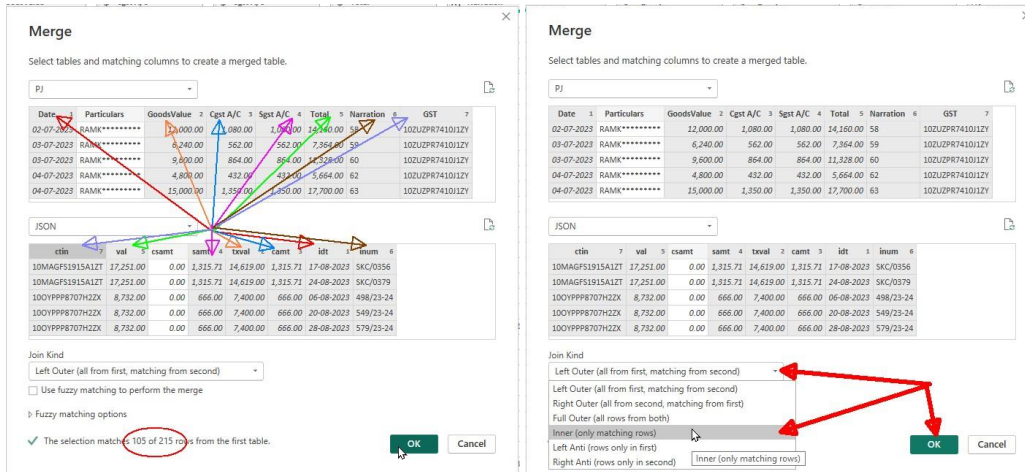 Merge
Select tables and matching columns to create a merged table.
PJ
Date 1 Particulars GoodsValue 2 Cgst A/C 3 Sgst A/C 4 Total 5 Narration 6 GST 7
02-07-2023 RAMK********* 12,000.00 1,080.00 1,080.00 14,160.00 58 10ZUZPR7410J1ZY
03-07-2023 RAMK********* 6,240.00 562.00 562.00 7,364.00 59 10ZUZPR7410J1ZY
03-07-2023 RAMK********* 9,600.00 864.00 864.00 11,328.00 60 10ZUZPR7410J1ZY
04-07-2023 RAMK********* 4,800.00 432.00 432.00 5,664.00 62 10ZUZPR7410J1ZY
04-07-2023 RAMK********* 15,000.00 1,350.00 1,350.00 17,700.00 63 10ZUZPR7410J1ZY
JSON
ctin 7 val 5 csamt samt 4 txval 2 camt 3 idt 1 inum 6
10MAGFS1915A1ZT 17,251.00 0.00 1,315.71 14,619.00 1,315.71 17-08-2023 SKC/0356
10MAGFS1915A1ZT 17,251.00 0.00 1,315.71 14,619.00 1,315.71 24-08-2023 SKC/0379
10OYPPP8707H2ZX 8,732.00 0.00 666.00 7,400.00 666.00 06-08-2023 498/23-24
10OYPPP8707H2ZX 8,732.00 0.00 666.00 7,400.00 666.00 20-08-2023 549/23-24
10OYPPP8707H2ZX 8,732.00 0.00 666.00 7,400.00 666.00 28-08-2023 579/23-24
Join Kind
Left Outer (all from first, matching from second)
Use fuzzy matching to perform the merge
Fuzzy matching options
The selection matches 105 of 215 rows from the first table.
OK Cancel
Merge
Select tables and matching columns to create a merged table.
PJ
Date 1 Particulars GoodsValue 2 Cgst A/C 3 Sgst A/C 4 Total 5 Narration 6 GST 7
02-07-2023 RAMK********* 12,000.00 1,080.00 1,080.00 14,160.00 58 10ZUZPR7410J1ZY
03-07-2023 RAMK********* 6,240.00 562.00 562.00 7,364.00 59 10ZUZPR7410J1ZY
03-07-2023 RAMK********* 9,600.00 864.00 864.00 11,328.00 60 10ZUZPR7410J1ZY
04-07-2023 RAMK********* 4,800.00 432.00 432.00 5,664.00 62 10ZUZPR7410J1ZY
04-07-2023 RAMK********* 15,000.00 1,350.00 1,350.00 17,700.00 63 10ZUZPR7410J1ZY
JSON
ctin 7 val 5 csamt samt 4 txval 2 camt 3 idt 1 inum 6
10MAGFS1915A1ZT 17,251.00 0.00 1,315.71 14,619.00 1,315.71 17-08-2023 SKC/0356
10MAGFS1915A1ZT 17,251.00 0.00 1,315.71 14,619.00 1,315.71 24-08-2023 SKC/0379
10OYPPP8707H2ZX 8,732.00 0.00 666.00 7,400.00 666.00 06-08-2023 498/23-24
10OYPPP8707H2ZX 8,732.00 0.00 666.00 7,400.00 666.00 20-08-2023 549/23-24
10OYPPP8707H2ZX 8,732.00 0.00 666.00 7,400.00 666.00 28-08-2023 579/23-24
Join Kind
Left Outer (all from first, matching from second)
Left Outer (all from first, matching from second)
Right Outer (all from second, matching from first)
Full Outer (all rows from both)
Inner (only matching rows)
Left Anti (rows only in first)
Right Anti (rows only in second)
Inner (only matching rows)
OK Cancel